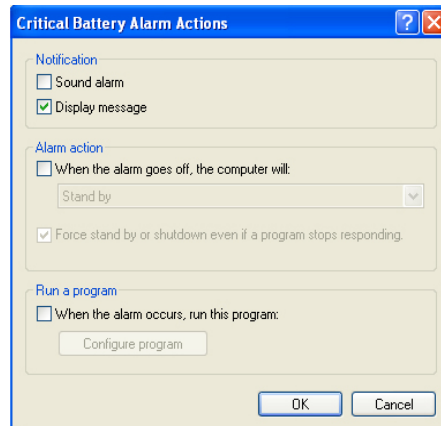 Critical Battery Alarm Actions
Notification
Sound alarm
Display message
Alarm action
When the alarm goes off, the computer will:
Stand by
Force stand by or shutdown even if a program stops responding.
Run a program
When the alarm occurs, run this program:
Configure program
OK Cancel